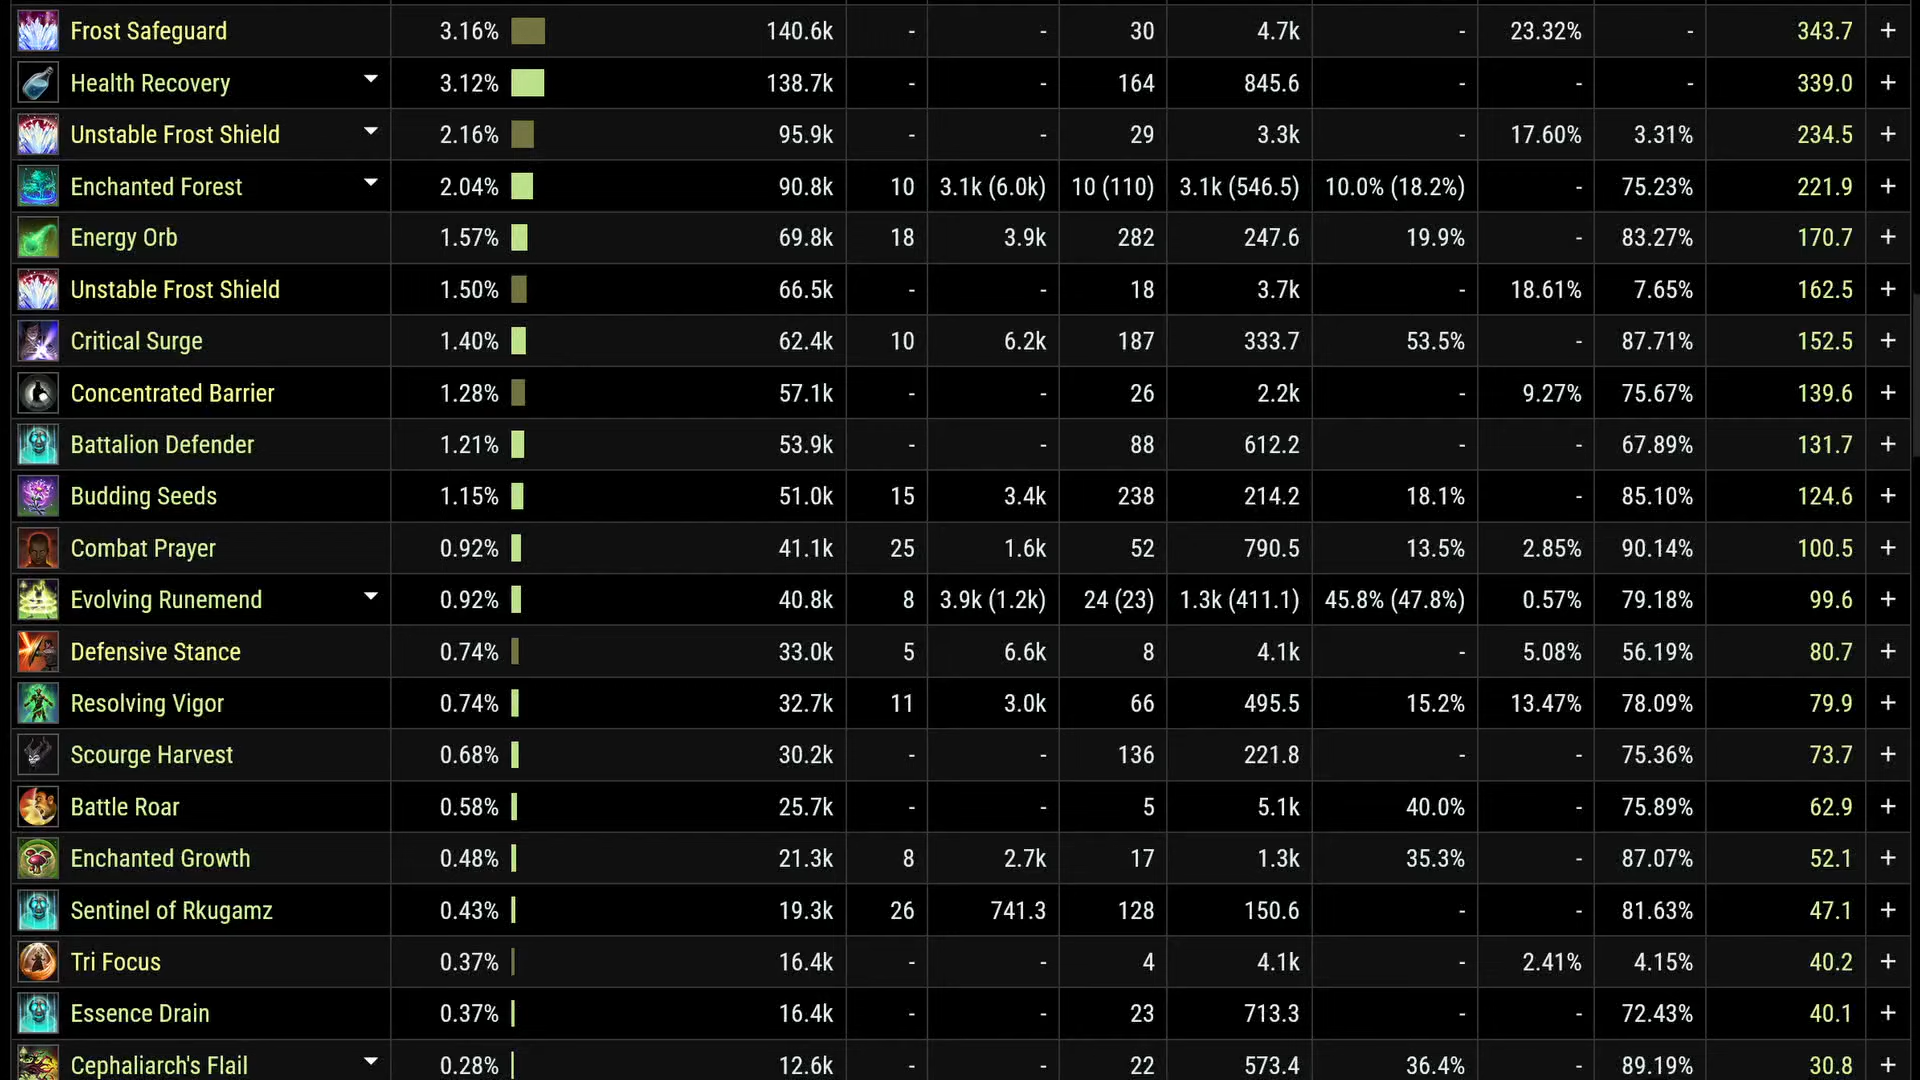 Frost Safeguard 3.16% 140.6k - - 30 4.7k - 23.32% - 343.7 +
Health Recovery 3.12% 138.7k - - 164 845.6 - - - 339.0 +
Unstable Frost Shield 2.16% 95.9k - - 29 3.3k - 17.60% 3.31% 234.5 +
Enchanted Forest 2.04% 90.8k 10 3.1k (6.0k) 10 (110) 3.1k (546.5) 10.0% (18.2%) - 75.23% 221.9 +
Energy Orb 1.57% 69.8k 18 3.9k 282 247.6 19.9% - 83.27% 170.7 +
Unstable Frost Shield 1.50% 66.5k - - 18 3.7k - 18.61% 7.65% 162.5 +
Critical Surge 1.40% 62.4k 10 6.2k 187 333.7 53.5% - 87.71% 152.5 +
Concentrated Barrier 1.28% 57.1k - - 26 2.2k - 9.27% 75.67% 139.6 +
Battalion Defender 1.21% 53.9k - - 88 612.2 - - 67.89% 131.7 +
Budding Seeds 1.15% 51.0k 15 3.4k 238 214.2 18.1% - 85.10% 124.6 +
Combat Prayer 0.92% 41.1k 25 1.6k 52 790.5 13.5% 2.85% 90.14% 100.5 +
Evolving Runemend 0.92% 40.8k 8 3.9k (1.2k) 24 (23) 1.3k (411.1) 45.8% (47.8%) 0.57% 79.18% 99.6 +
Defensive Stance 0.74% 33.0k 5 6.6k 8 4.1k - 5.08% 56.19% 80.7 +
Resolving Vigor 0.74% 32.7k 11 3.0k 66 495.5 15.2% 13.47% 78.09% 79.9 +
Scourge Harvest 0.68% 30.2k - - 136 221.8 - - 75.36% 73.7 +
Battle Roar 0.58% 25.7k - - 5 5.1k 40.0% - 75.89% 62.9 +
Enchanted Growth 0.48% 21.3k 8 2.7k 17 1.3k 35.3% - 87.07% 52.1 +
Sentinel of Rkugamz 0.43% 19.3k 26 741.3 128 150.6 - - 81.63% 47.1 +
Tri Focus 0.37% 16.4k - - 4 4.1k - 2.41% 4.15% 40.2 +
Essence Drain 0.37% 16.4k - - 23 713.3 - - 72.43% 40.1 +
Cephaliarch's Flail 0.28% 12.6k - - 22 573.4 36.4% - 89.19% 30.8 +